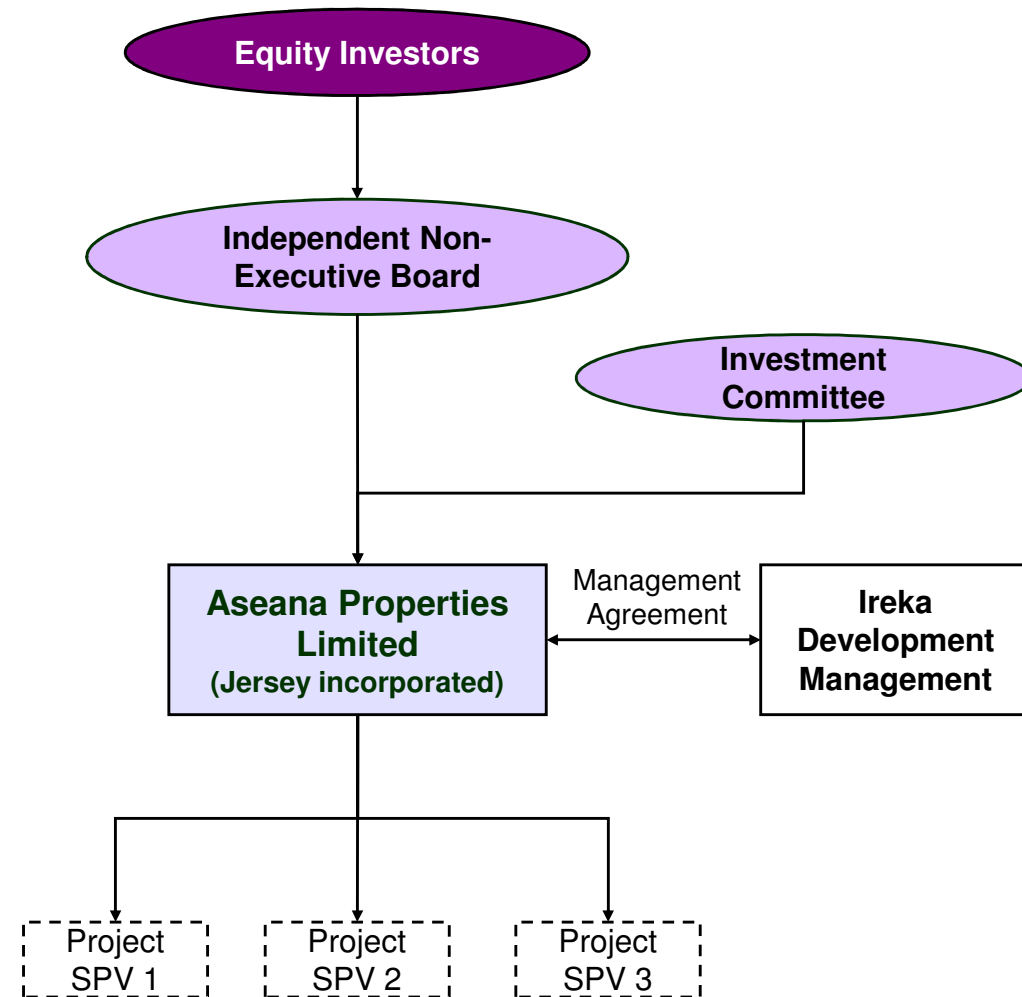 Equity Investors
Independent Non-
Executive Board
Investment
Committee
Aseana Properties
Limited
(Jersey incorporated)
Management
Agreement
Ireka
Development
Management
Project
SPV 1
Project
SPV 2
Project
SPV 3